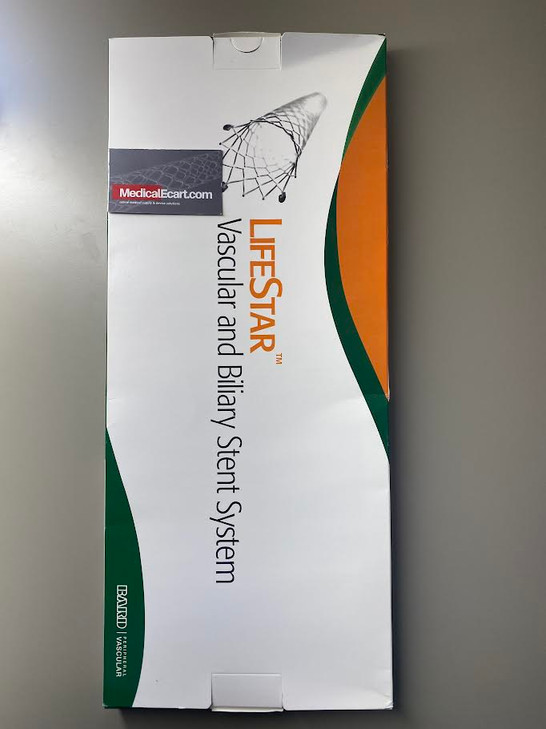 MedicalEcart.com
LIFESTAR™
Vascular and Biliary Stent System
BARD
PERIPHERAL
VASCULAR